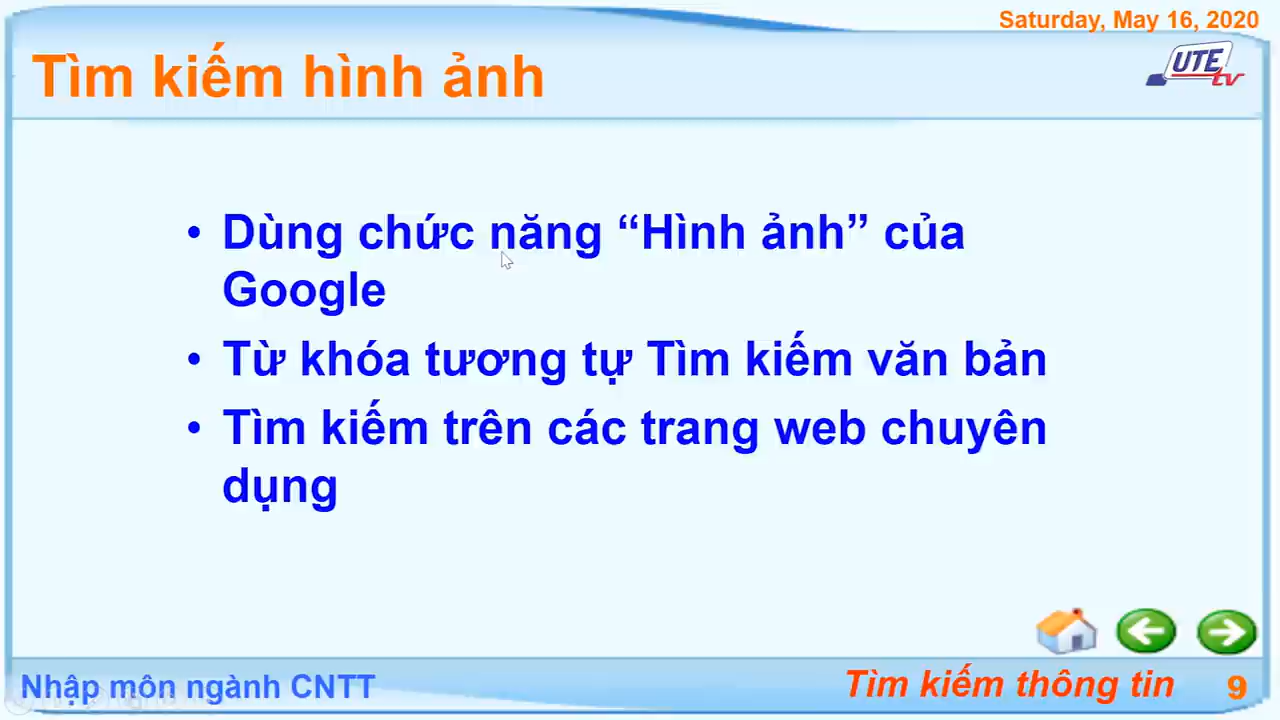 Saturday, May 16, 2020
Tìm kiếm hình ảnh
UTE
tv
• Dùng chức năng “Hình ảnh” của
Google
• Từ khóa tương tự Tìm kiếm văn bản
• Tìm kiếm trên các trang web chuyên
dụng
Nhập môn ngành CNTT
Tìm kiếm thông tin
9